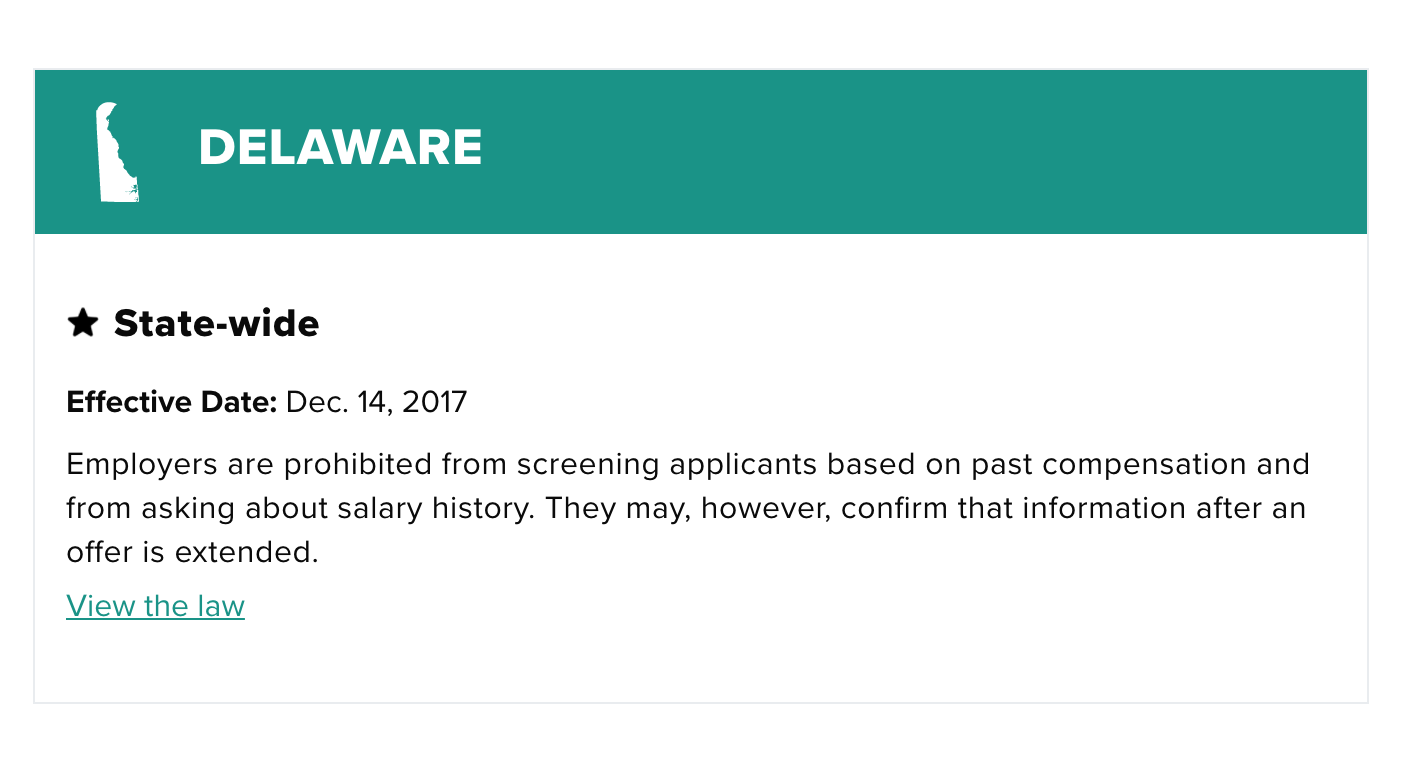 DELAWARE
State-wide
Effective Date: Dec. 14, 2017
Employers are prohibited from screening applicants based on past compensation and
from asking about salary history. They may, however, confirm that information after an
offer is extended.
View the law